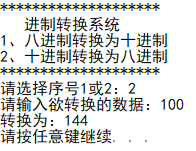 ********************
进制转换系统
1、八进制转换为十进制
2、十进制转换为八进制
********************
请选择序号1或2：2
请输入欲转换的数据：100
转换为：144
请按任意键继续. . .